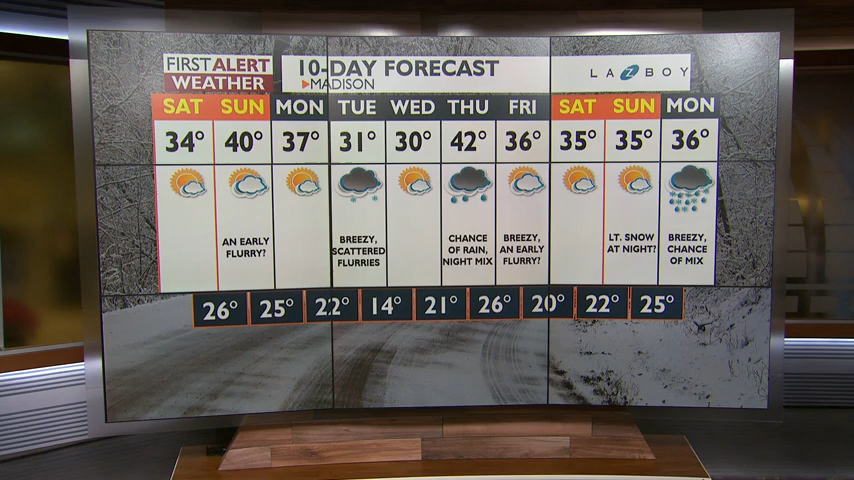 FIRST ALERT
WEATHER
10-DAY FORECAST
MADISON
LA Z BOY
SAT SUN MON TUE WED THU FRI SAT SUN MON
34° 40° 37° 31° 30° 42° 36° 35° 35° 36°
AN EARLY
FLURRY?
BREEZY,
SCATTERED
FLURRIES
CHANCE
OF RAIN,
NIGHT MIX
BREEZY,
AN EARLY
FLURRY?
LT. SNOW
AT NIGHT?
BREEZY,
CHANCE
OF MIX
26° 25° 22° 14° 21° 26° 20° 22° 25°